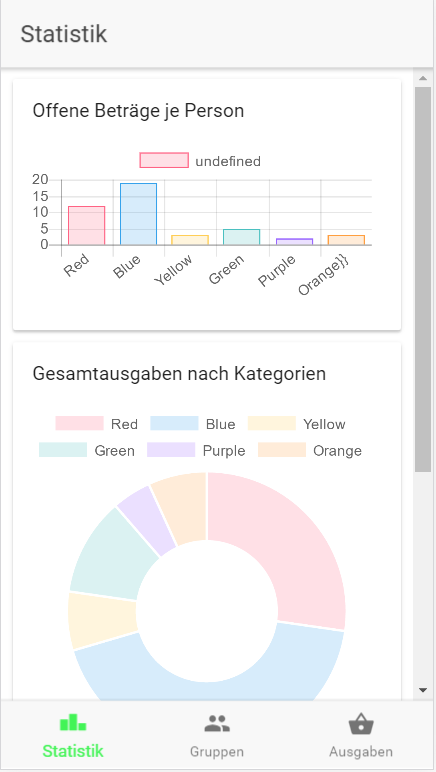 Statistik
Offene Beträge je Person
undefined
20
15
10
5
0
Red Blue Yellow Green Purple Orange}}
Gesamtausgaben nach Kategorien
Red Blue Yellow
Green Purple Orange
Statistik Gruppen Ausgaben